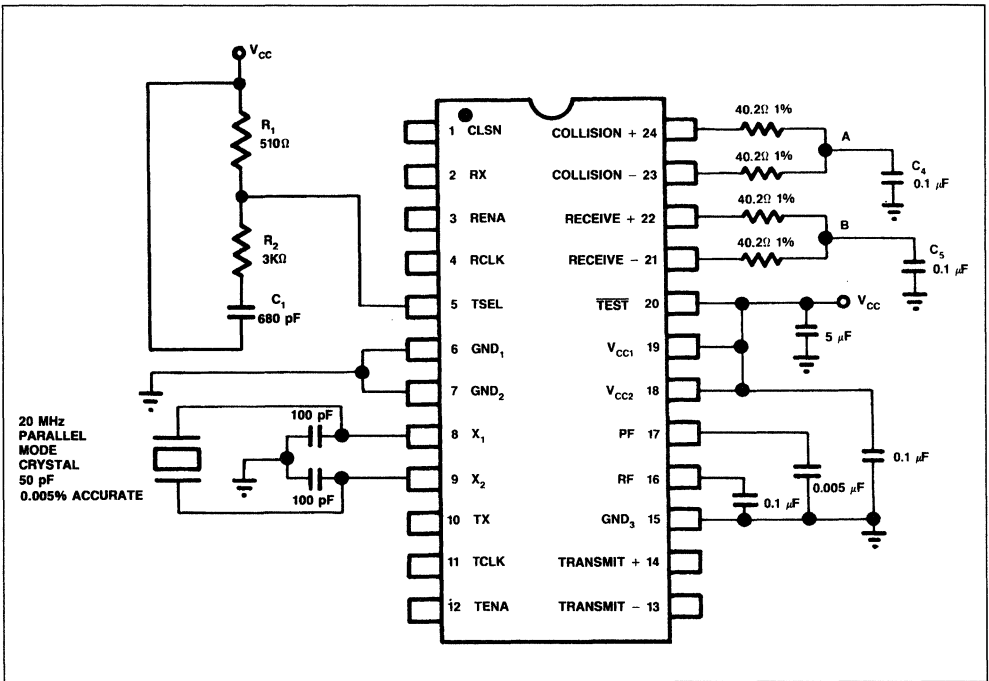 V_CC
R_1
510Ω
R_2
3KΩ
C_1
680 pF
20 MHz
PARALLEL
MODE
CRYSTAL
50 pF
0.005% ACCURATE
100 pF
100 pF
1 CLSN
2 RX
3 RENA
4 RCLK
5 TSEL
6 GND_1
7 GND_2
8 X_1
9 X_2
10 TX
11 TCLK
12 TENA
COLLISION + 24
COLLISION − 23
RECEIVE + 22
RECEIVE − 21
T̅E̅S̅T̅ 20
V_CC1 19
V_CC2 18
PF 17
RF 16
GND_3 15
TRANSMIT + 14
TRANSMIT − 13
40.2Ω 1%
A
40.2Ω 1%
C_4
0.1 μF
40.2Ω 1%
B
40.2Ω 1%
C_5
0.1 μF
V_CC
5 μF
0.1 μF
0.005 μF
0.1 μF